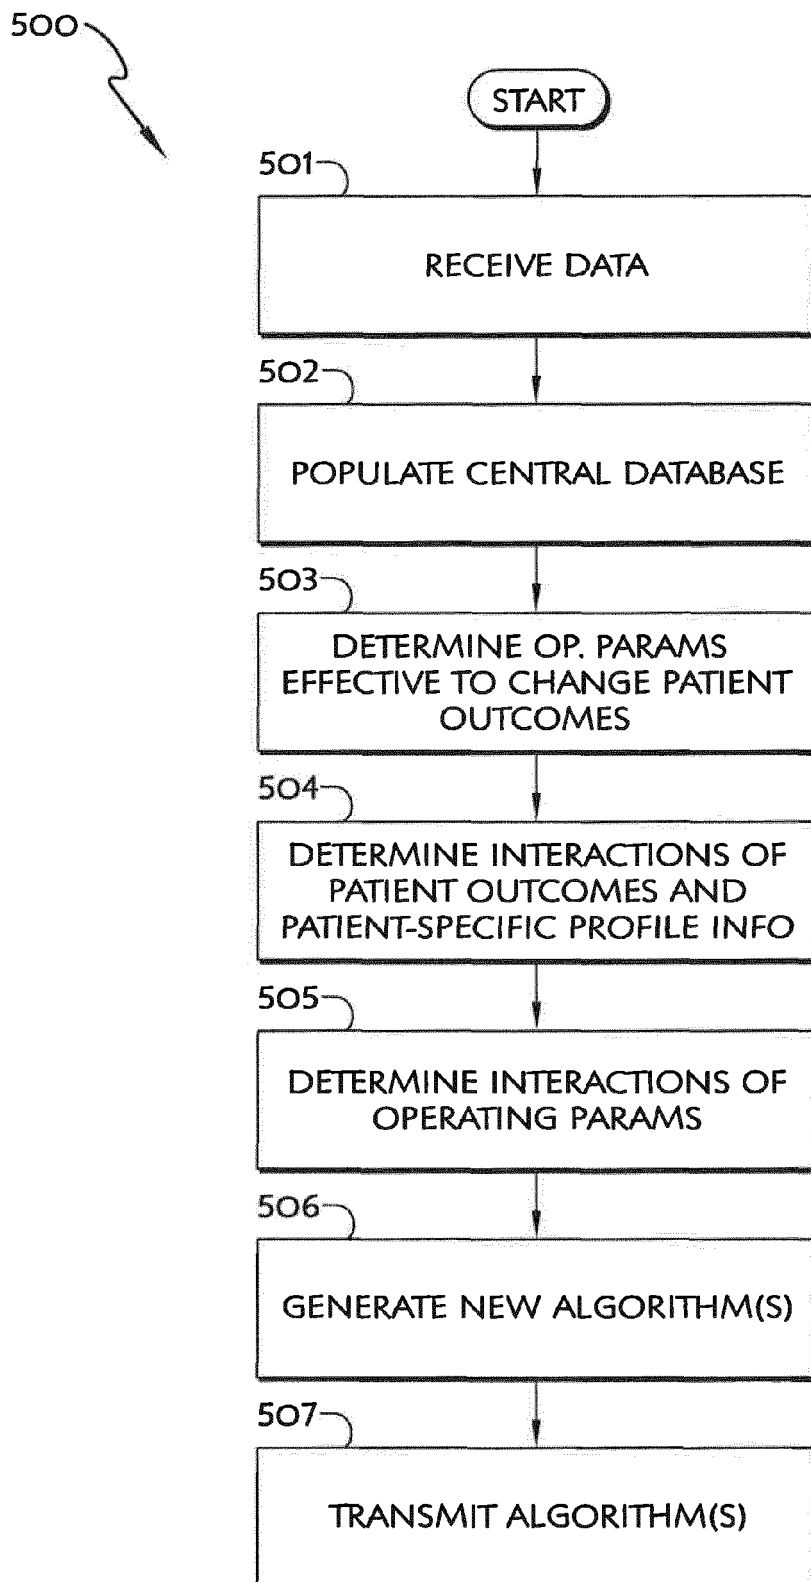 500
START
501
RECEIVE DATA
502
POPULATE CENTRAL DATABASE
503
DETERMINE OP. PARAMS
EFFECTIVE TO CHANGE PATIENT
OUTCOMES
504
DETERMINE INTERACTIONS OF
PATIENT OUTCOMES AND
PATIENT-SPECIFIC PROFILE INFO
505
DETERMINE INTERACTIONS OF
OPERATING PARAMS
506
GENERATE NEW ALGORITHM(S)
507
TRANSMIT ALGORITHM(S)